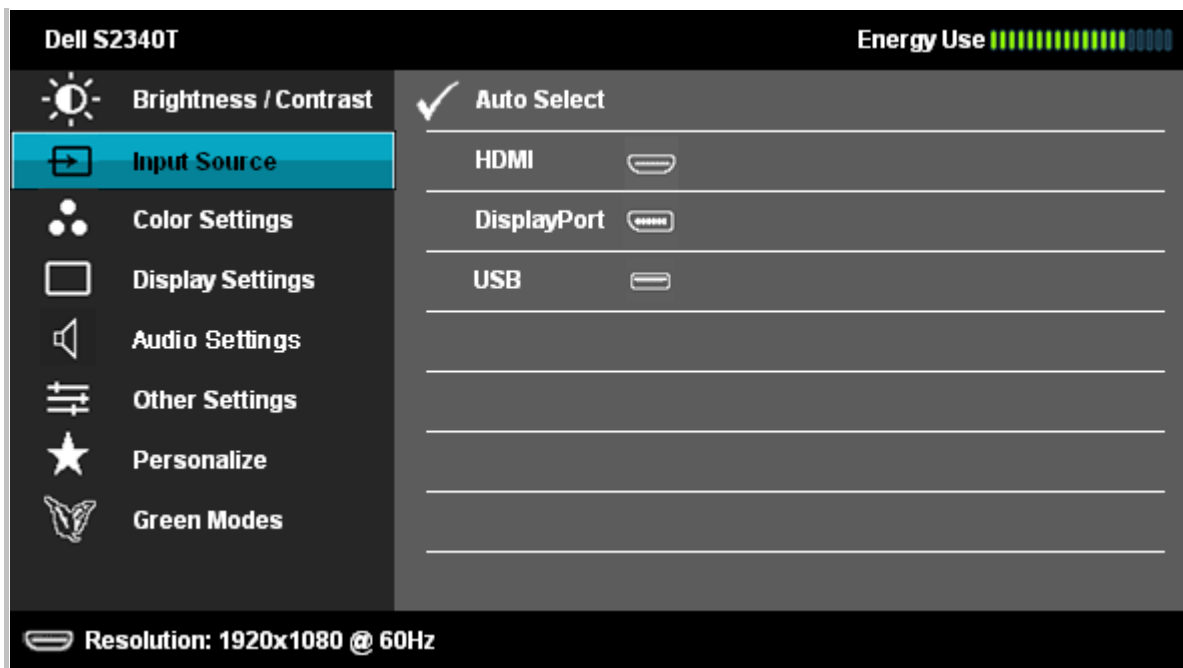 Dell S2340T Energy Use
Brightness / Contrast Auto Select
Input Source HDMI
Color Settings DisplayPort
Display Settings USB
Audio Settings
Other Settings
Personalize
Green Modes
Resolution: 1920x1080 @ 60Hz